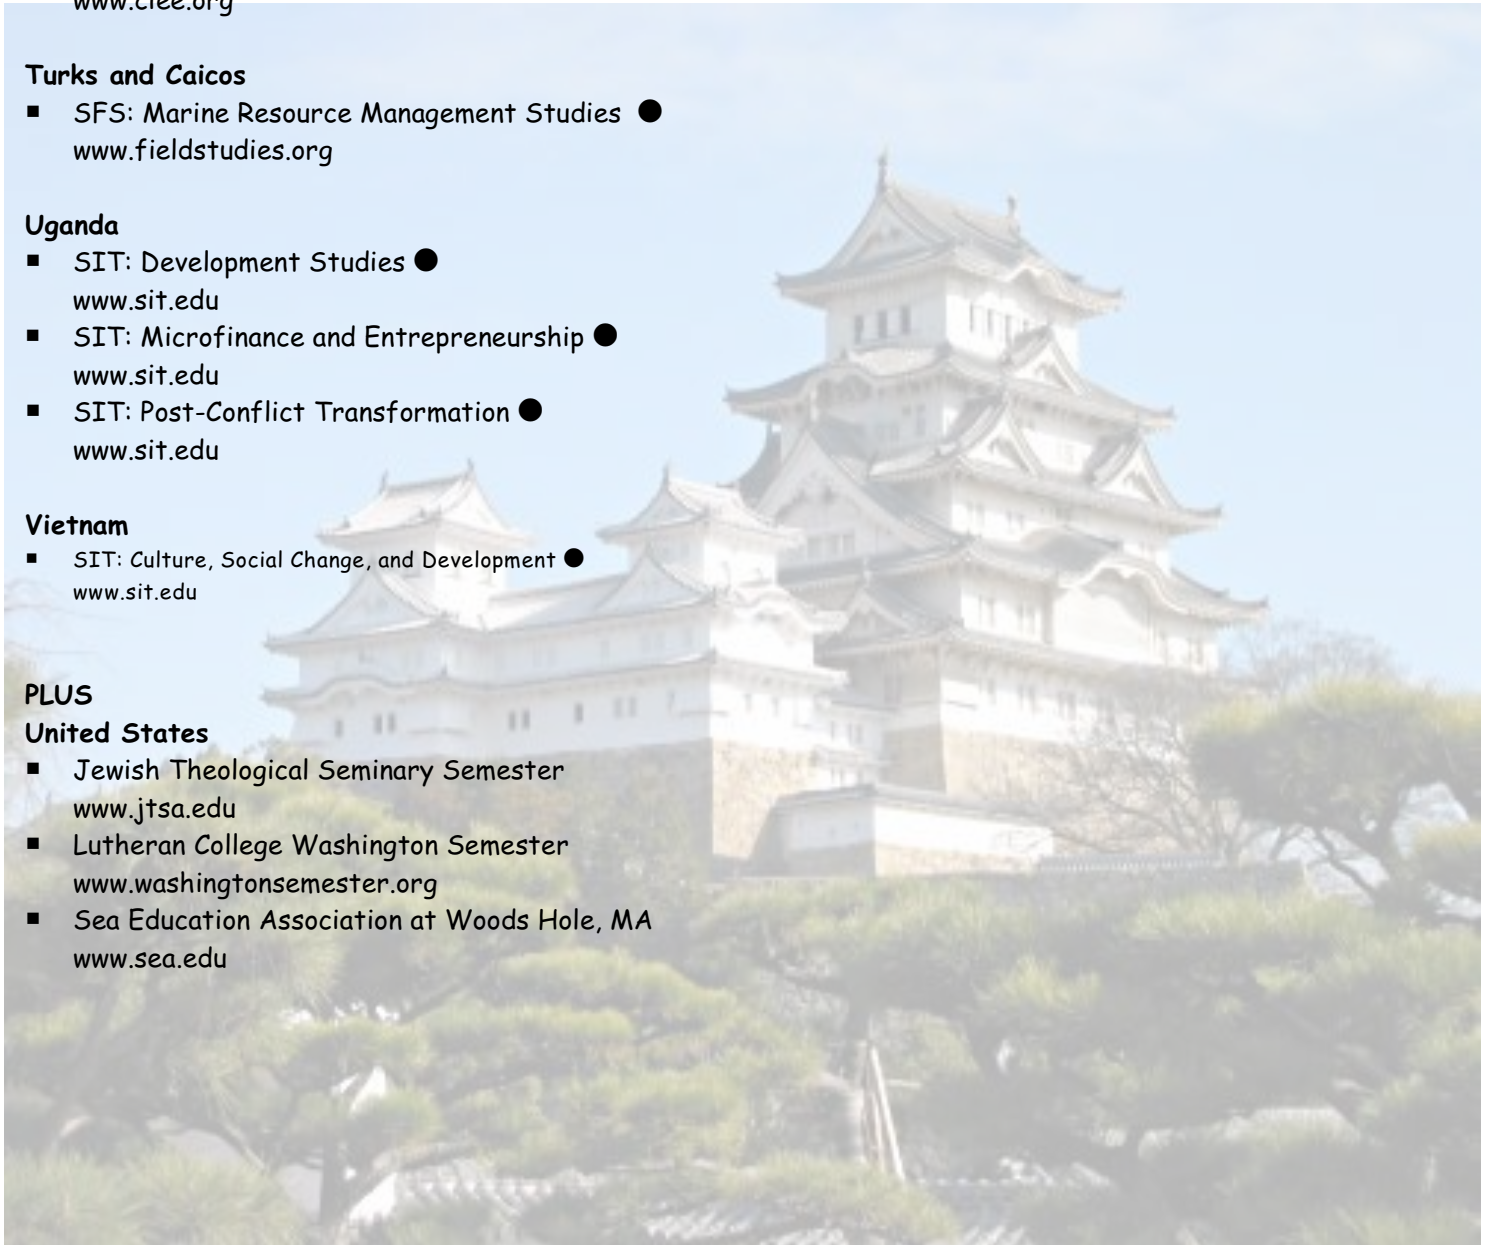 www.ciee.org
Turks and Caicos
▪ SFS: Marine Resource Management Studies ●
www.fieldstudies.org
Uganda
▪ SIT: Development Studies ●
www.sit.edu
▪ SIT: Microfinance and Entrepreneurship ●
www.sit.edu
▪ SIT: Post-Conflict Transformation ●
www.sit.edu
Vietnam
▪ SIT: Culture, Social Change, and Development ●
www.sit.edu
PLUS
United States
▪ Jewish Theological Seminary Semester
www.jtsa.edu
▪ Lutheran College Washington Semester
www.washingtonsemester.org
▪ Sea Education Association at Woods Hole, MA
www.sea.edu